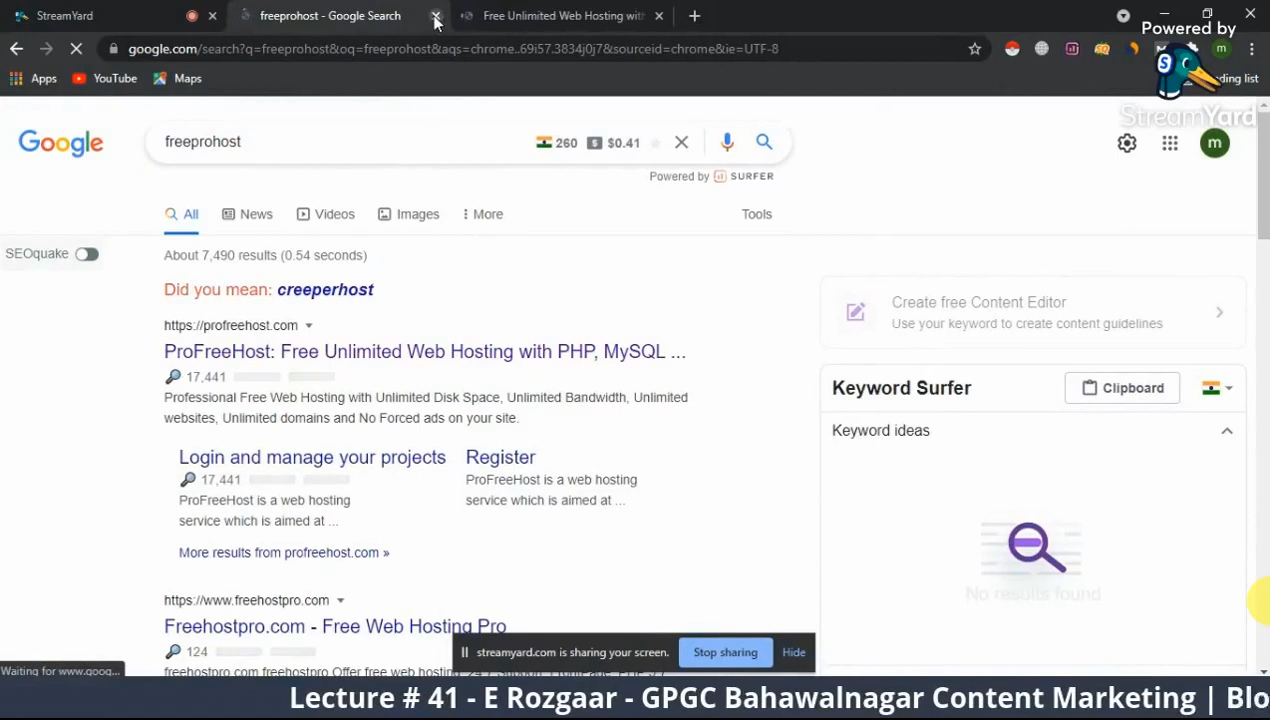 StreamYard
freeprohost - Google Search
Free Unlimited Web Hosting wit
Powered by
StreamYard
google.com/search?q=freeprohost&oq=freeprohost&aqs=chrome..69i57.3834j0j7&sourceid=chrome&ie=UTF-8
m
Apps
YouTube
Maps
ding list
Google
freeprohost
260
$0.41
m
Powered by SURFER
All
News
Videos
Images
More
Tools
SEOquake
About 7,490 results (0.54 seconds)
Did you mean: creeperhost
https://profreehost.com
ProFreeHost: Free Unlimited Web Hosting with PHP, MySQL ...
17,441
Professional Free Web Hosting with Unlimited Disk Space, Unlimited Bandwidth, Unlimited
websites, Unlimited domains and No Forced ads on your site.
Login and manage your projects
17,441
ProFreeHost is a web hosting
service which is aimed at ...
Register
ProFreeHost is a web hosting
service which is aimed at ...
More results from profreehost.com »
https://www.freehostpro.com
Freehostpro.com - Free Web Hosting Pro
124
Create free Content Editor
Use your keyword to create content guidelines
Keyword Surfer
Clipboard
Keyword ideas
No results found
streamyard.com is sharing your screen.
Stop sharing
Hide
Waiting for www.goog...
Lecture # 41 - E Rozgaar - GPGC Bahawalnagar Content Marketing | Blo